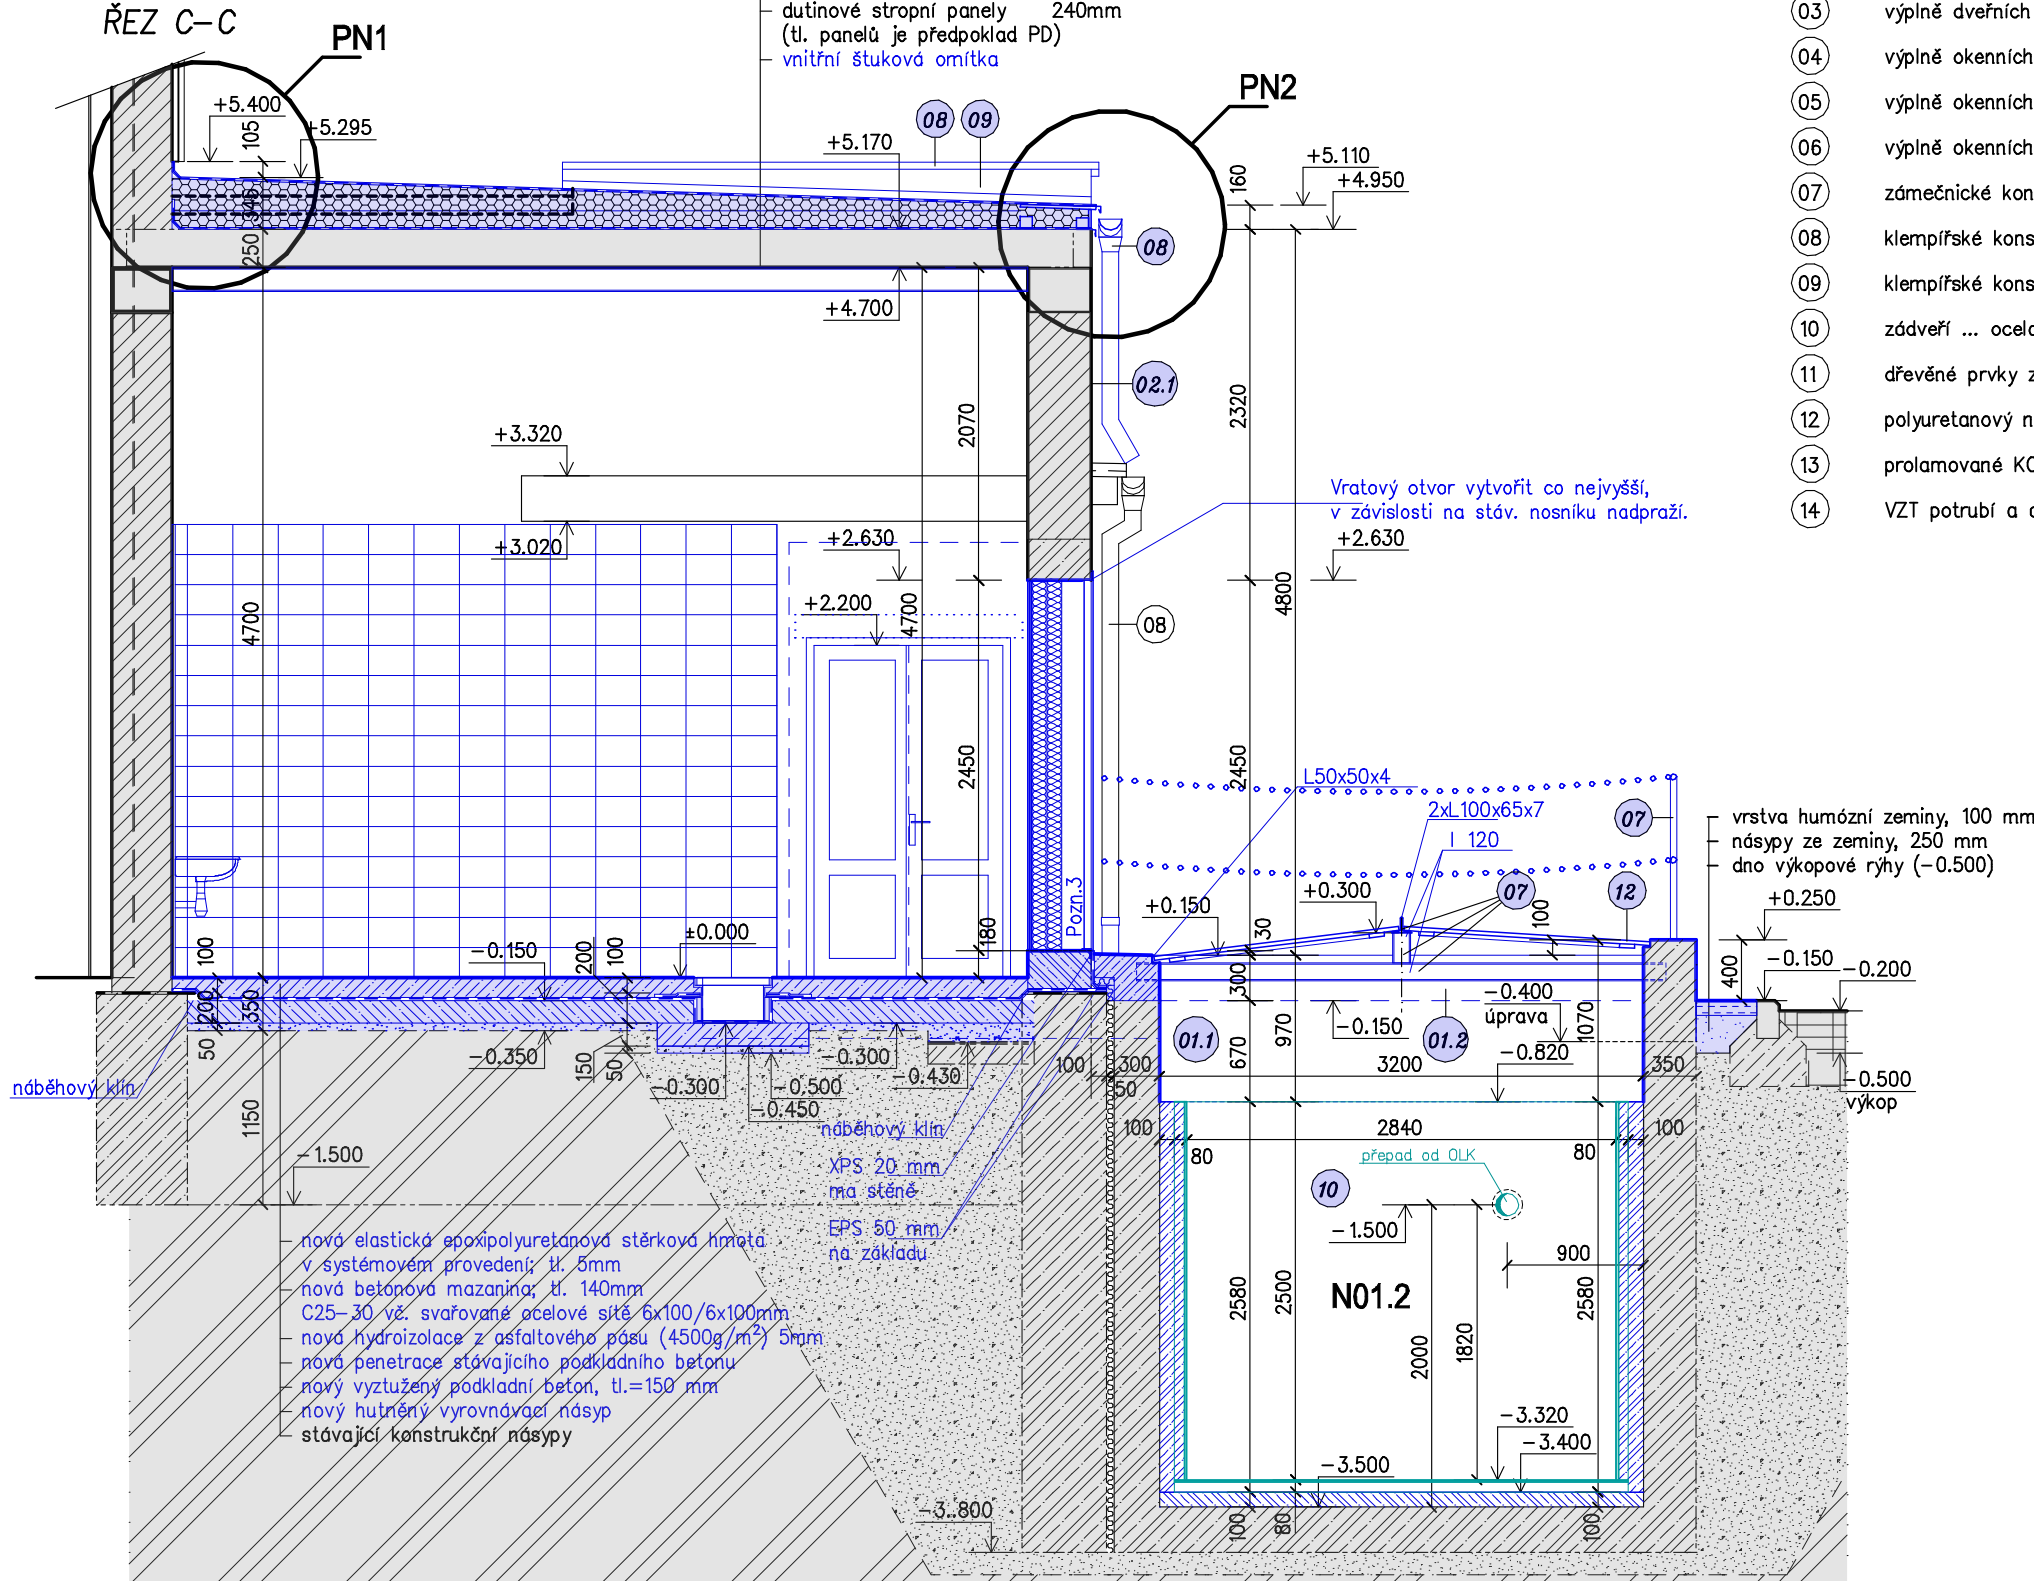 ŘEZ C-C
PN1
dutinové stropní panely 240mm
(tl. panelů je předpoklad PD)
vnitřní štuková omítka
PN2
03 výplně dveřních
04 výplně okenních
05 výplně okenních
06 výplně okenních
07 zámečnické kon
08 klempířské kons
09 klempířské kons
10 zádveří ... ocel
11 dřevěné prvky z
12 polyuretanový n
13 prolamované
14 VZT potrubí a
+5.400
105
+5.295
346
250
08
09
+5.170
+4.700
160
+5.110
+4.950
08
02.1
2320
2070
+3.320
+3.020
+2.630
+2.200
4700
4700
2450
180
Vratový otvor vytvořit co nejvyšší,
v závislosti na stáv. nosníku nadpraží.
+2.630
4800
08
2450
L50x50x4
2xL100x65x7
I 120
07
07
12
Pozn.3
vrstva humózní zeminy, 100 mm
násypy ze zeminy, 250 mm
dno výkopové rýhy (-0.500)
+0.150
+0.300
30
100
+0.250
-0.150
-0.200
400
100
-0.150
200
100
±0.000
200
350
50
-0.350
150
50
-0.300
-0.500
-0.450
-0.300
-0.430
300
970
670
-0.150
-0.400
úprava
1070
-0.820
01.1
01.2
100
300
50
3200
350
-0.500
výkop
náběhový klín
1150
-1.500
náběhový klín
XPS 20 mm
ma stěně
EPS 50 mm
na základu
100
80
2840
80
100
přepad od OLK
10
-1.500
900
N01.2
2580
2500
2000
1820
2580
nová elastická epoxipolyuretanová stěrková hmota
v systémovém provedení; tl. 5mm
nová betonová mazanina; tl. 140mm
C25-30 vč. svařované ocelové sítě 6x100/6x100mm
nová hydroizolace z asfaltového pásu (4500g/m²) 5mm
nová penetrace stávajícího podkladního betonu
nový vyztužený podkladní beton, tl.=150 mm
nový hutněný vyrovnávací násyp
stávající konstrukční násypy
-3.320
-3.400
-3.500
-3..800
100
80
100